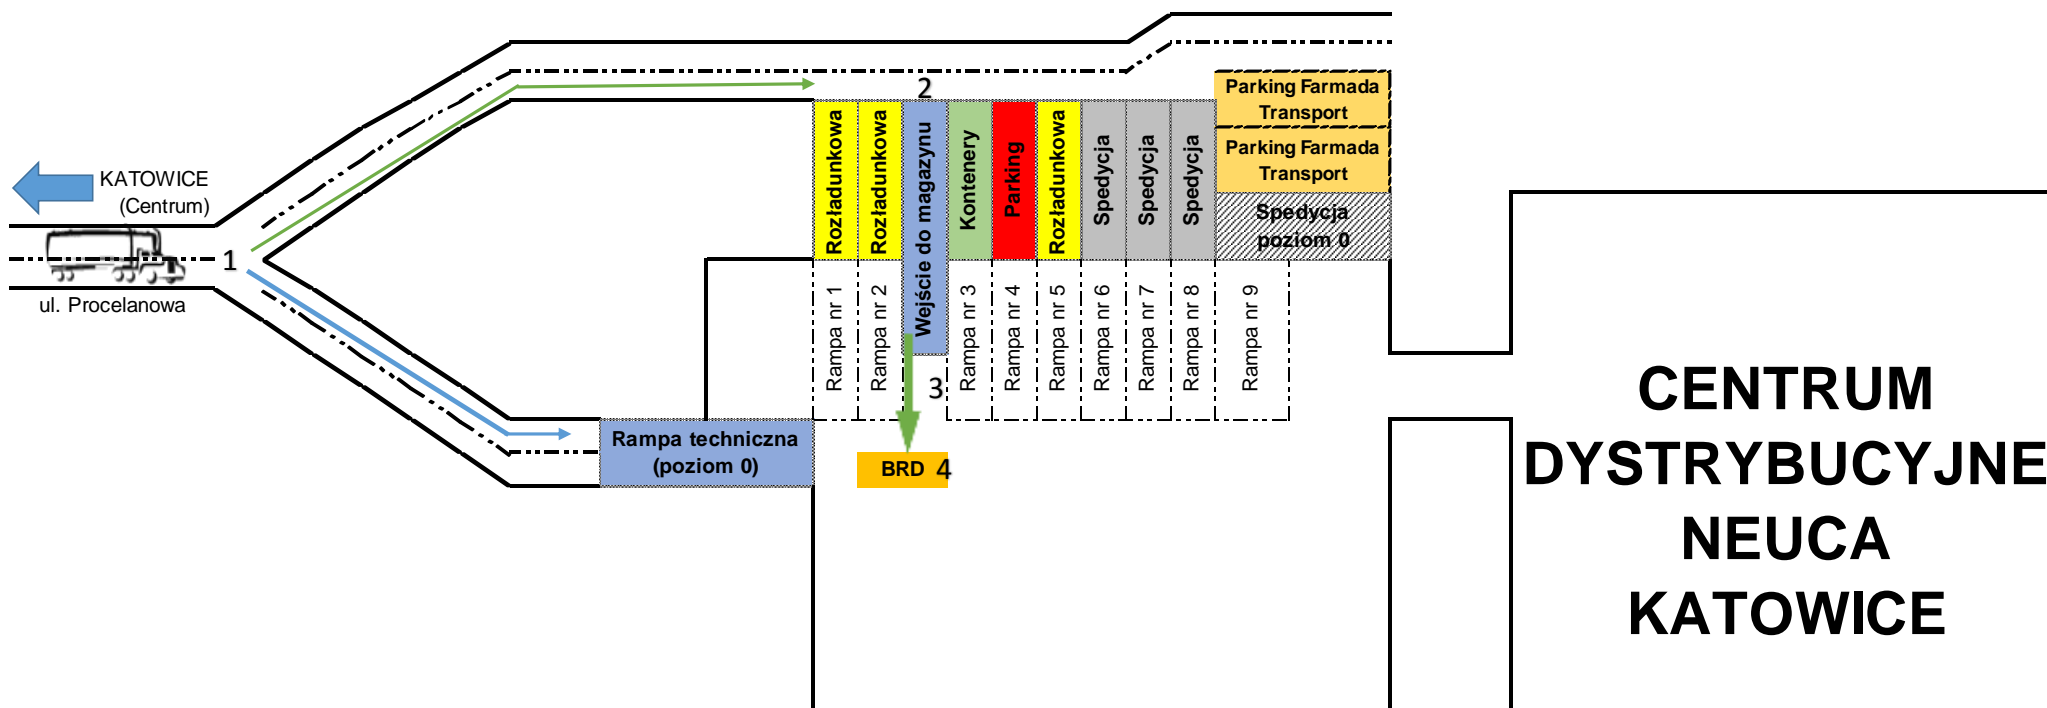 2
Parking Farmada
Transport
Parking Farmada
Transport
Spedycja
poziom 0
Rozładunkowa
Rozładunkowa
Wejście do magazynu
Kontenery
Parking
Rozładunkowa
Spedycja
Spedycja
Spedycja
KATOWICE
(Centrum)
1
ul. Procelanowa
Rampa nr 1
Rampa nr 2
Rampa nr 3
Rampa nr 4
Rampa nr 5
Rampa nr 6
Rampa nr 7
Rampa nr 8
Rampa nr 9
3
Rampa techniczna
(poziom 0)
BRD 4
CENTRUM
DYSTRYBUCYJNE
NEUCA
KATOWICE